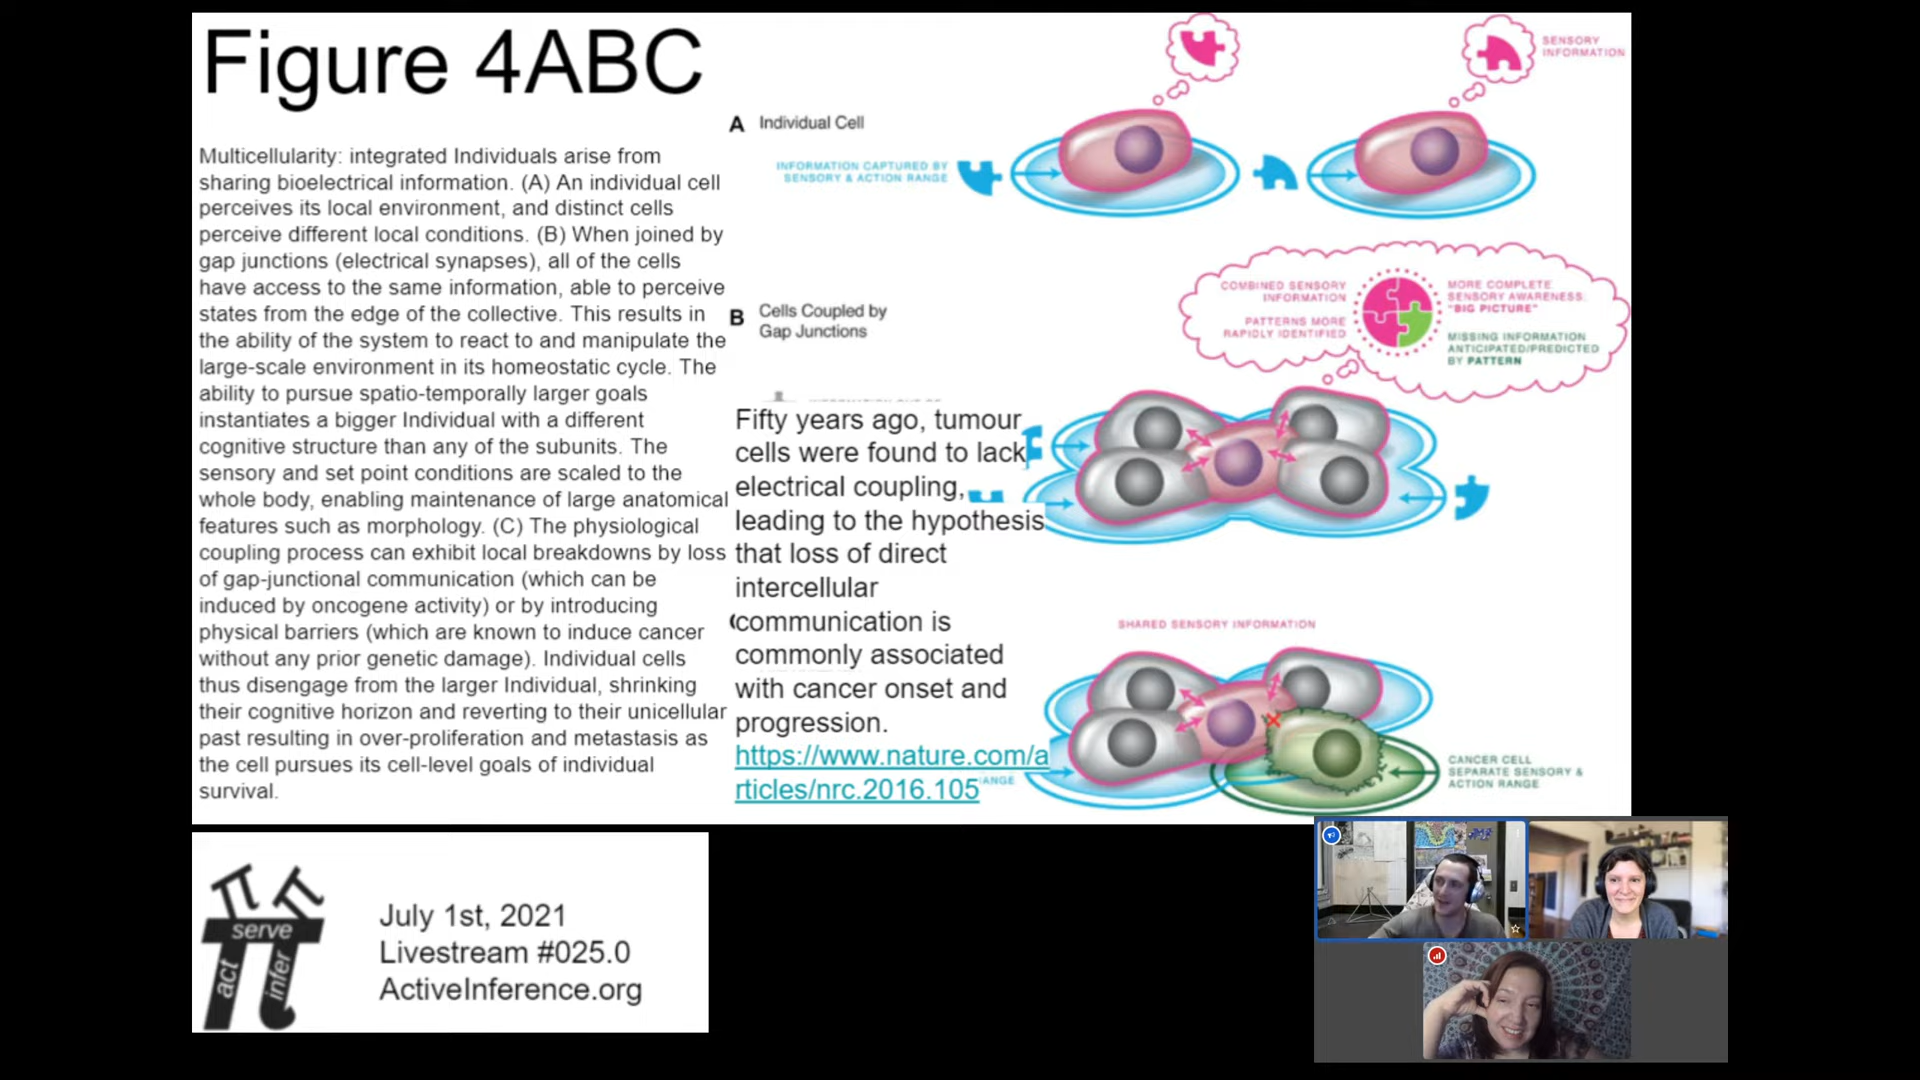 Figure 4ABC
Multicellularity: integrated Individuals arise from
sharing bioelectrical information. (A) An individual cell
perceives its local environment, and distinct cells
perceive different local conditions. (B) When joined by
gap junctions (electrical synapses), all of the cells
have access to the same information, able to perceive
states from the edge of the collective. This results in
the ability of the system to react to and manipulate the
large-scale environment in its homeostatic cycle. The
ability to pursue spatio-temporally larger goals
instantiates a bigger Individual with a different
cognitive structure than any of the subunits. The
sensory and set point conditions are scaled to the
whole body, enabling maintenance of large anatomical
features such as morphology. (C) The physiological
coupling process can exhibit local breakdowns by loss
of gap-junctional communication (which can be
induced by oncogene activity) or by introducing
physical barriers (which are known to induce cancer
without any prior genetic damage). Individual cells
thus disengage from the larger Individual, shrinking
their cognitive horizon and reverting to their unicellular
past resulting in over-proliferation and metastasis as
the cell pursues its cell-level goals of individual
survival.
SENSORY
INFORMATION
A Individual Cell
INFORMATION CAPTURED BY
SENSORY & ACTION RANGE
B Cells Coupled by
Gap Junctions
COMBINED SENSORY
INFORMATION
PATTERNS MORE
RAPIDLY IDENTIFIED
MORE COMPLETE
SENSORY AWARENESS:
"BIG PICTURE"
MISSING INFORMATION
ANTICIPATED/PREDICTED
BY PATTERN
Fifty years ago, tumour
cells were found to lack
electrical coupling,
leading to the hypothesis
that loss of direct
intercellular
communication is
commonly associated
with cancer onset and
progression.
https://www.nature.com/a
rticles/nrc.2016.105
SHARED SENSORY INFORMATION
CANCER CELL
SEPARATE SENSORY &
ACTION RANGE
serve
act
infer
July 1st, 2021
Livestream #025.0
ActiveInference.org